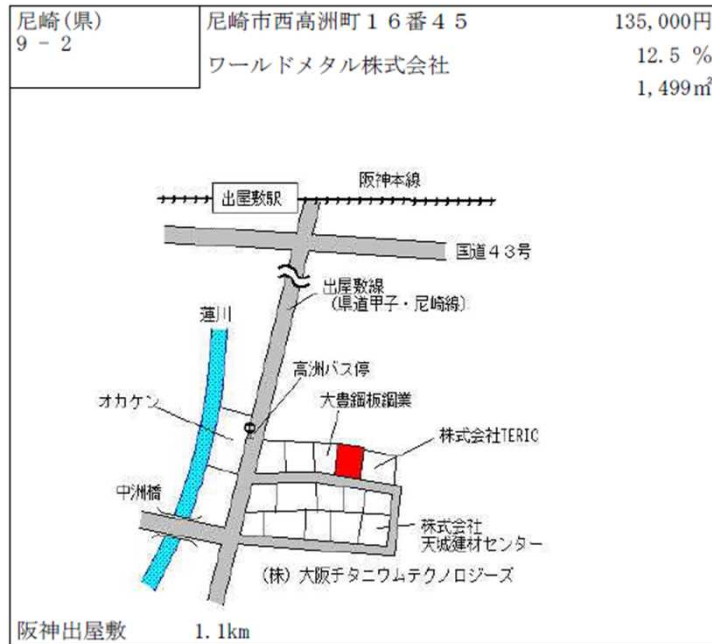 尼崎(県)
9 - 2
尼崎市西高洲町１６番４５
ワールドメタル株式会社
135,000円
12.5 %
1,499㎡
阪神本線
出屋敷駅
国道４３号
出屋敷線
(県道甲子・尼崎線)
蓮川
高洲バス停
オカケン
大豊鋼板鋼業
株式会社TERIC
中洲橋
株式会社
天城建材センター
(株) 大阪チタニウムテクノロジーズ
阪神出屋敷
1.1km